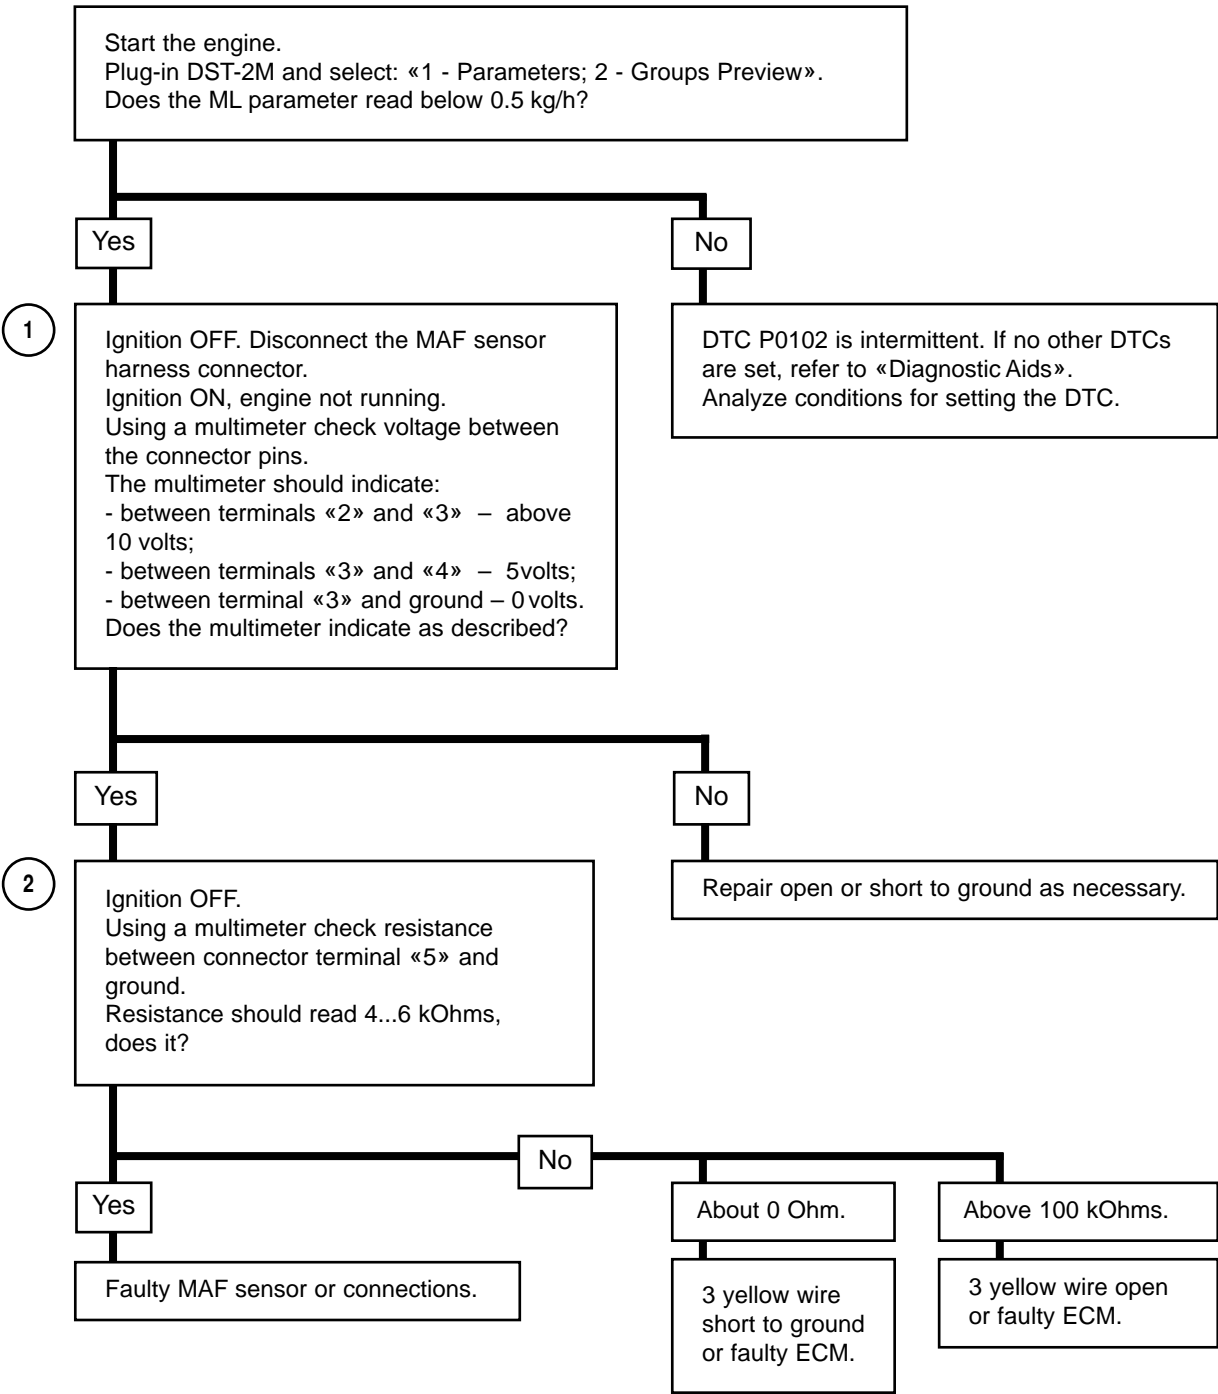 Start the engine.
Plug-in DST-2M and select: «1 - Parameters; 2 - Groups Preview».
Does the ML parameter read below 0.5 kg/h?
Yes
No
1
Ignition OFF. Disconnect the MAF sensor
harness connector.
Ignition ON, engine not running.
Using a multimeter check voltage between
the connector pins.
The multimeter should indicate:
- between terminals «2» and «3» – above
10 volts;
- between terminals «3» and «4» – 5volts;
- between terminal «3» and ground – 0 volts.
Does the multimeter indicate as described?
DTC P0102 is intermittent. If no other DTCs
are set, refer to «Diagnostic Aids».
Analyze conditions for setting the DTC.
Yes
No
2
Ignition OFF.
Using a multimeter check resistance
between connector terminal «5» and
ground.
Resistance should read 4...6 kOhms,
does it?
Repair open or short to ground as necessary.
No
Yes
About 0 Ohm.
Above 100 kOhms.
Faulty MAF sensor or connections.
3 yellow wire
short to ground
or faulty ECM.
3 yellow wire open
or faulty ECM.